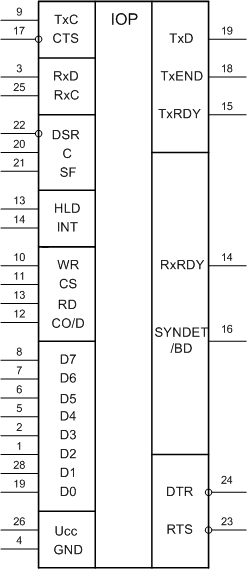 IOP
9 TxC
17 CTS
3 RxD
25 RxC
22 DSR
20 C
21 SF
13 HLD
14 INT
10 WR
11 CS
13 RD
12 CO/D
8 D7
7 D6
6 D5
5 D4
2 D3
1 D2
28 D1
19 D0
26 Ucc
4 GND
TxD 19
TxEND 18
TxRDY 15
RxRDY 14
SYNDET 16
/BD
DTR 24
RTS 23